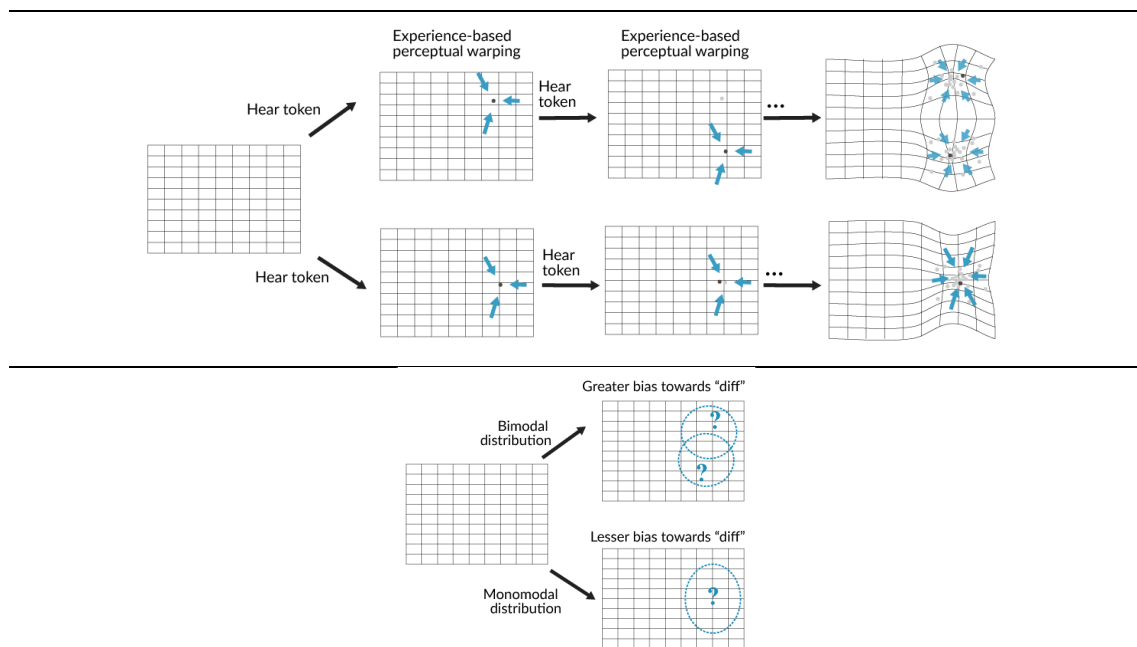 Experience-based
perceptual warping
Experience-based
perceptual warping
Hear token
Hear
token
...
Hear token
Hear
token
...
Greater bias towards “diff”
Bimodal
distribution
?
?
Lesser bias towards “diff”
Monomodal
distribution
?